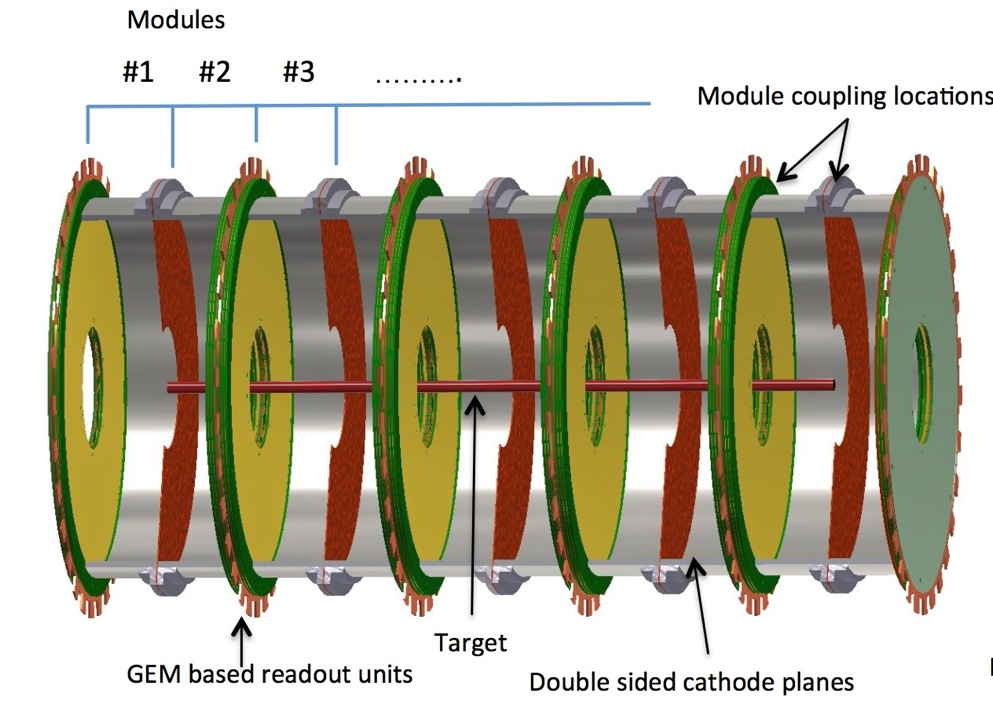 Modules
#1 #2 #3 ..........
Module coupling locations
Target
GEM based readout units
Double sided cathode planes